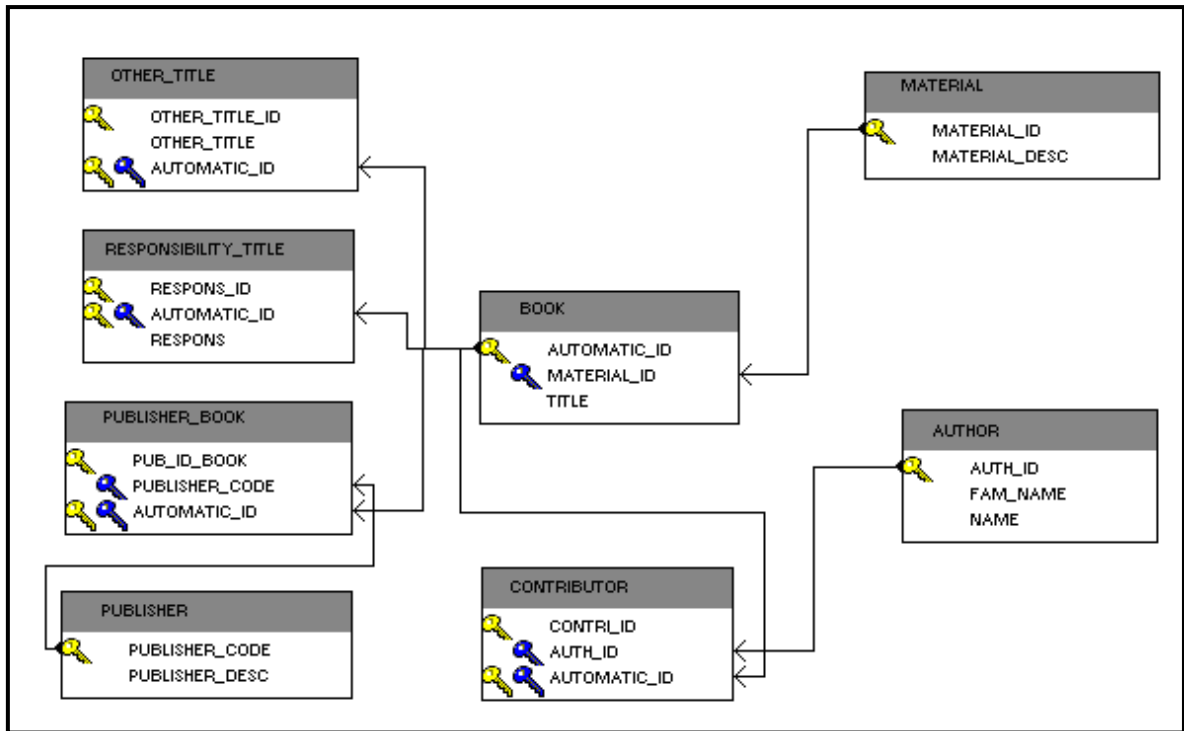 OTHER_TITLE
OTHER_TITLE_ID
OTHER_TITLE
AUTOMATIC_ID
RESPONSIBILITY_TITLE
RESPONS_ID
AUTOMATIC_ID
RESPONS
PUBLISHER_BOOK
PUB_ID_BOOK
PUBLISHER_CODE
AUTOMATIC_ID
PUBLISHER
PUBLISHER_CODE
PUBLISHER_DESC
BOOK
AUTOMATIC_ID
MATERIAL_ID
TITLE
CONTRIBUTOR
CONTRI_ID
AUTH_ID
AUTOMATIC_ID
MATERIAL
MATERIAL_ID
MATERIAL_DESC
AUTHOR
AUTH_ID
FAM_NAME
NAME